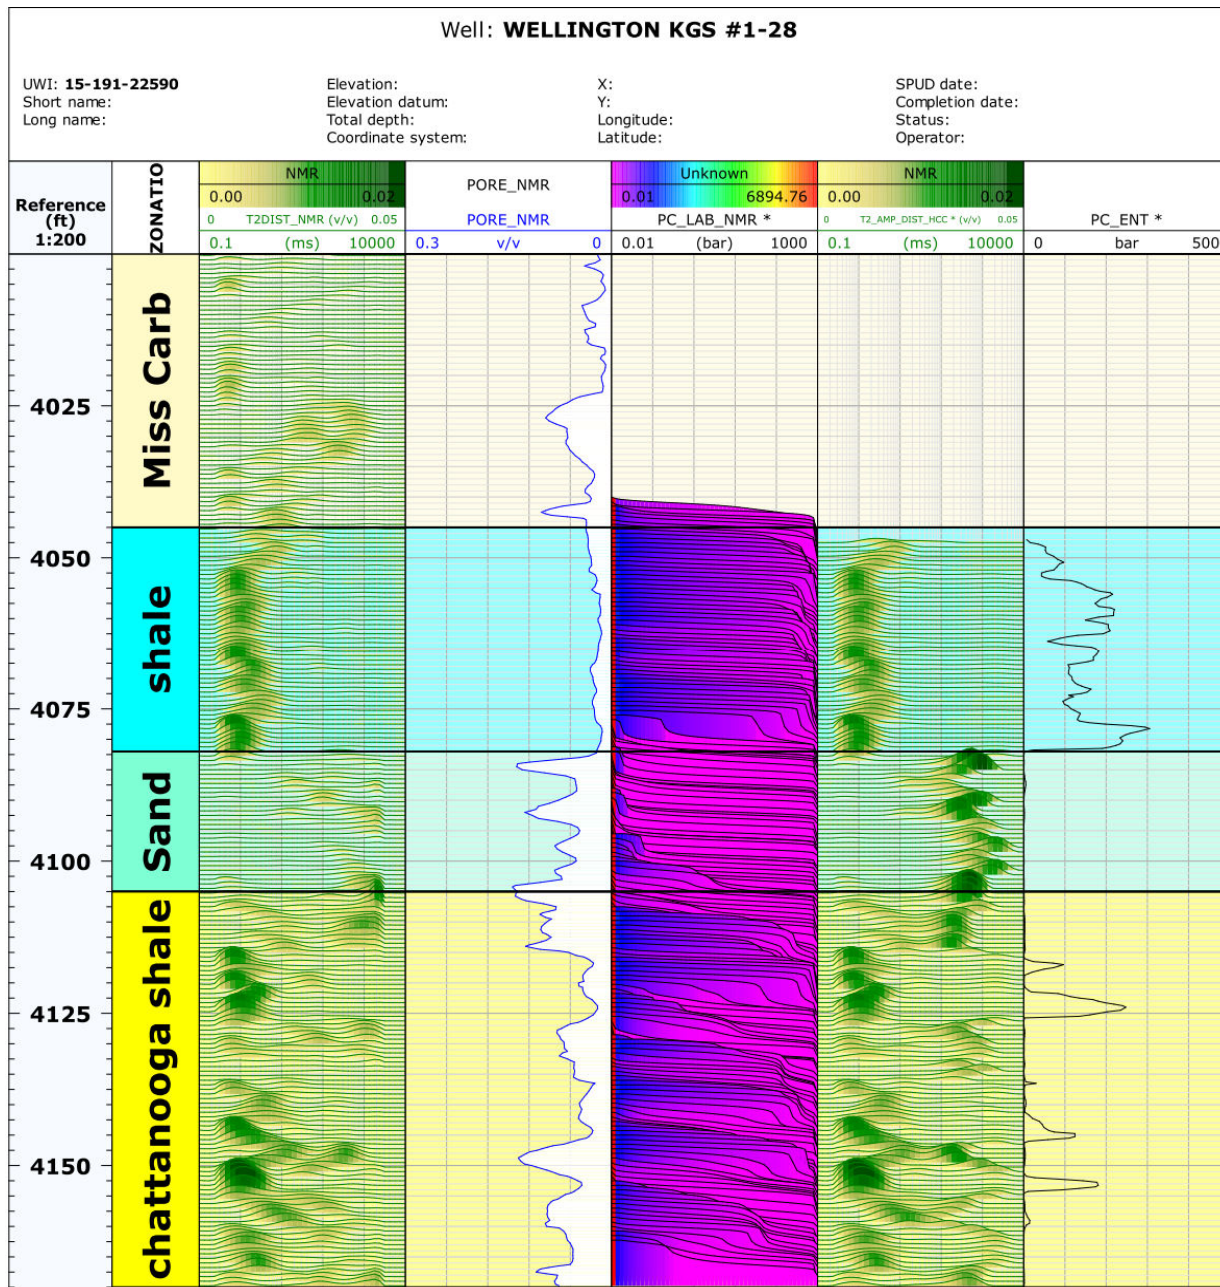 Well: WELLINGTON KGS #1-28
UWI: 15-191-22590 Elevation: X: SPUD date:
Short name: Elevation datum: Y: Completion date:
Long name: Total depth: Longitude: Status:
Coordinate system: Latitude: Operator:
Reference
(ft)
1:200
ZONATIO
NMR
0.00 0.02
0 T2DIST_NMR (v/v) 0.05
0.1 (ms) 10000
PORE_NMR
PORE_NMR
0.3 v/v 0
Unknown
0.01 6894.76
PC_LAB_NMR *
0.01 (bar) 1000
NMR
0.00 0.02
0 T2_AMP_DIST_HCC * (v/v) 0.05
0.1 (ms) 10000
PC_ENT *
0 bar 500
Miss Carb
4025
shale
4050
4075
Sand
4100
chattanooga shale
4125
4150